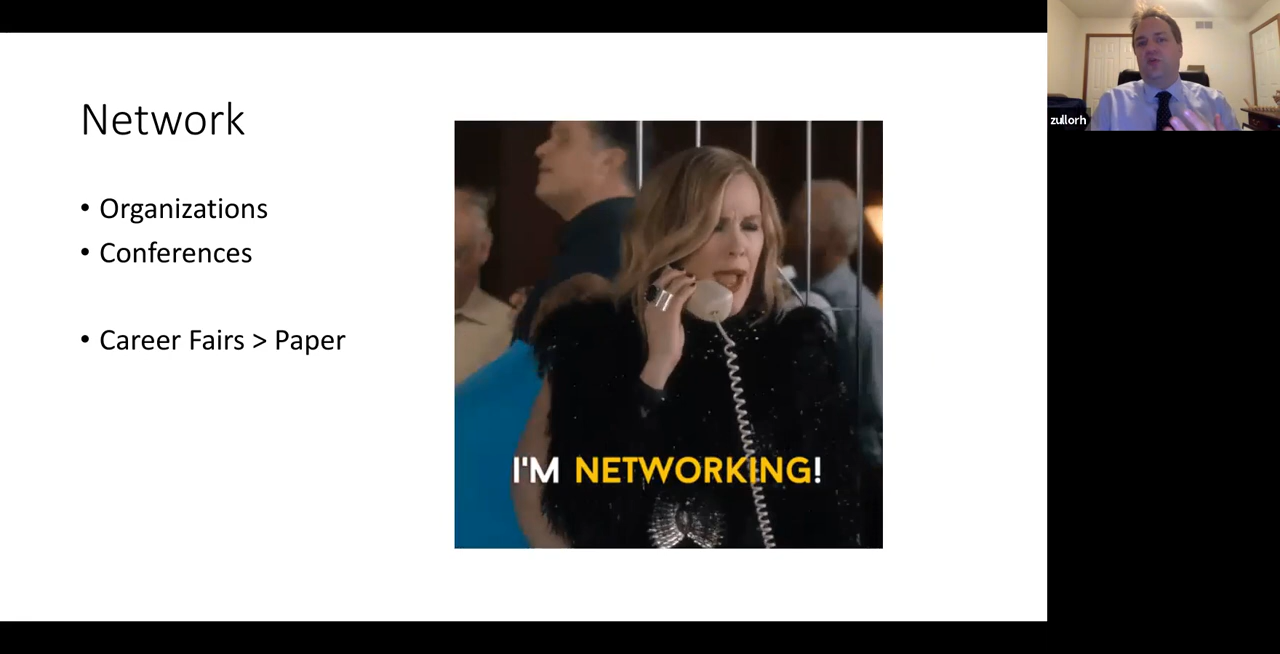 Network
• Organizations
• Conferences
• Career Fairs > Paper
I'M NETWORKING!
zullorh